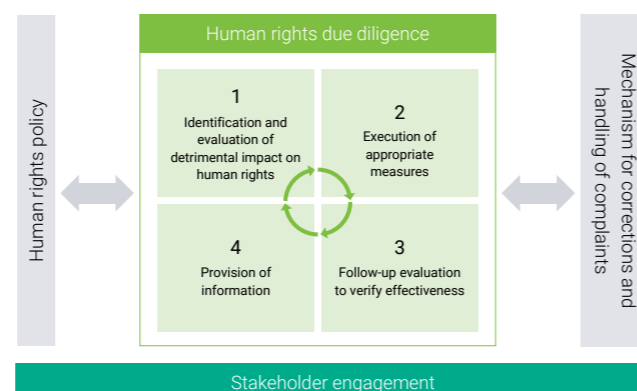 Human rights due diligence
Human rights policy
1
Identification and
evaluation of
detrimental impact on
human rights
2
Execution of
appropriate
measures
4
Provision of
information
3
Follow-up evaluation
to verify effectiveness
Mechanism for corrections and
handling of complaints
Stakeholder engagement